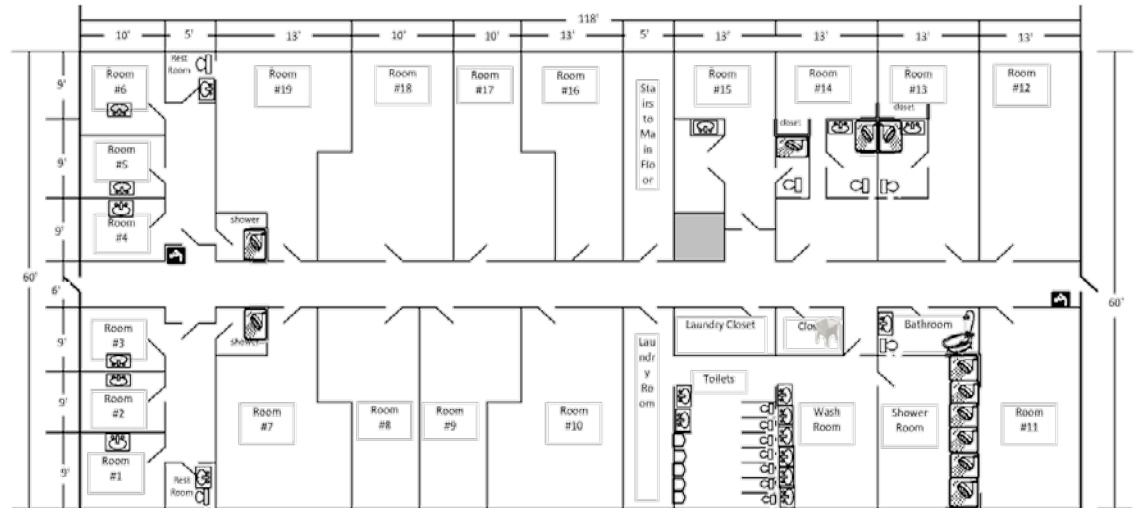 118'
10'
5'
13'
10'
10'
13'
5'
13'
13'
13'
13'
9'
9'
9'
60'
6'
9'
9'
9'
60'
Room
#6
Rest
Room
Room
#19
Room
#18
Room
#17
Room
#16
Sta
irs
to
Ma
in
Flo
or
Room
#15
Room
#14
Room
#13
Room
#12
closet
closet
Room
#5
Room
#4
shower
Room
#3
shower
Laundry Closet
Clos
Bathroom
Lau
ndr
y
Ro
om
Toilets
Room
#2
Room
#7
Room
#8
Room
#9
Room
#10
Wash
Room
Shower
Room
Room
#11
Room
#1
Rest
Room